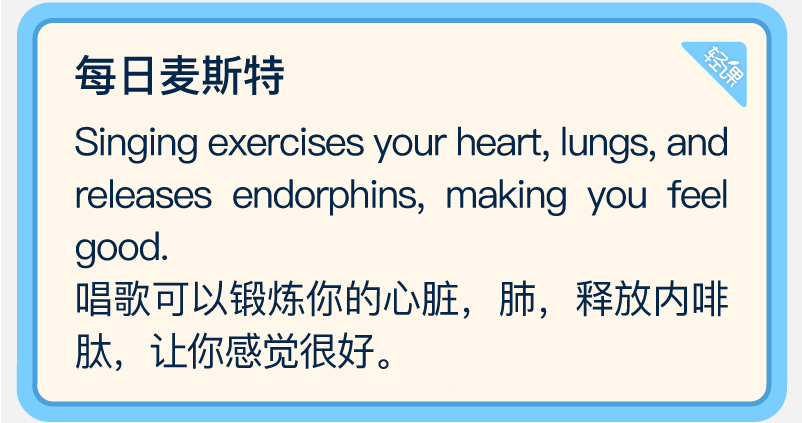 每日麦斯特
轻课
Singing exercises your heart, lungs, and
releases endorphins, making you feel
good.
唱歌可以锻炼你的心脏，肺，释放内啡
肽，让你感觉很好。